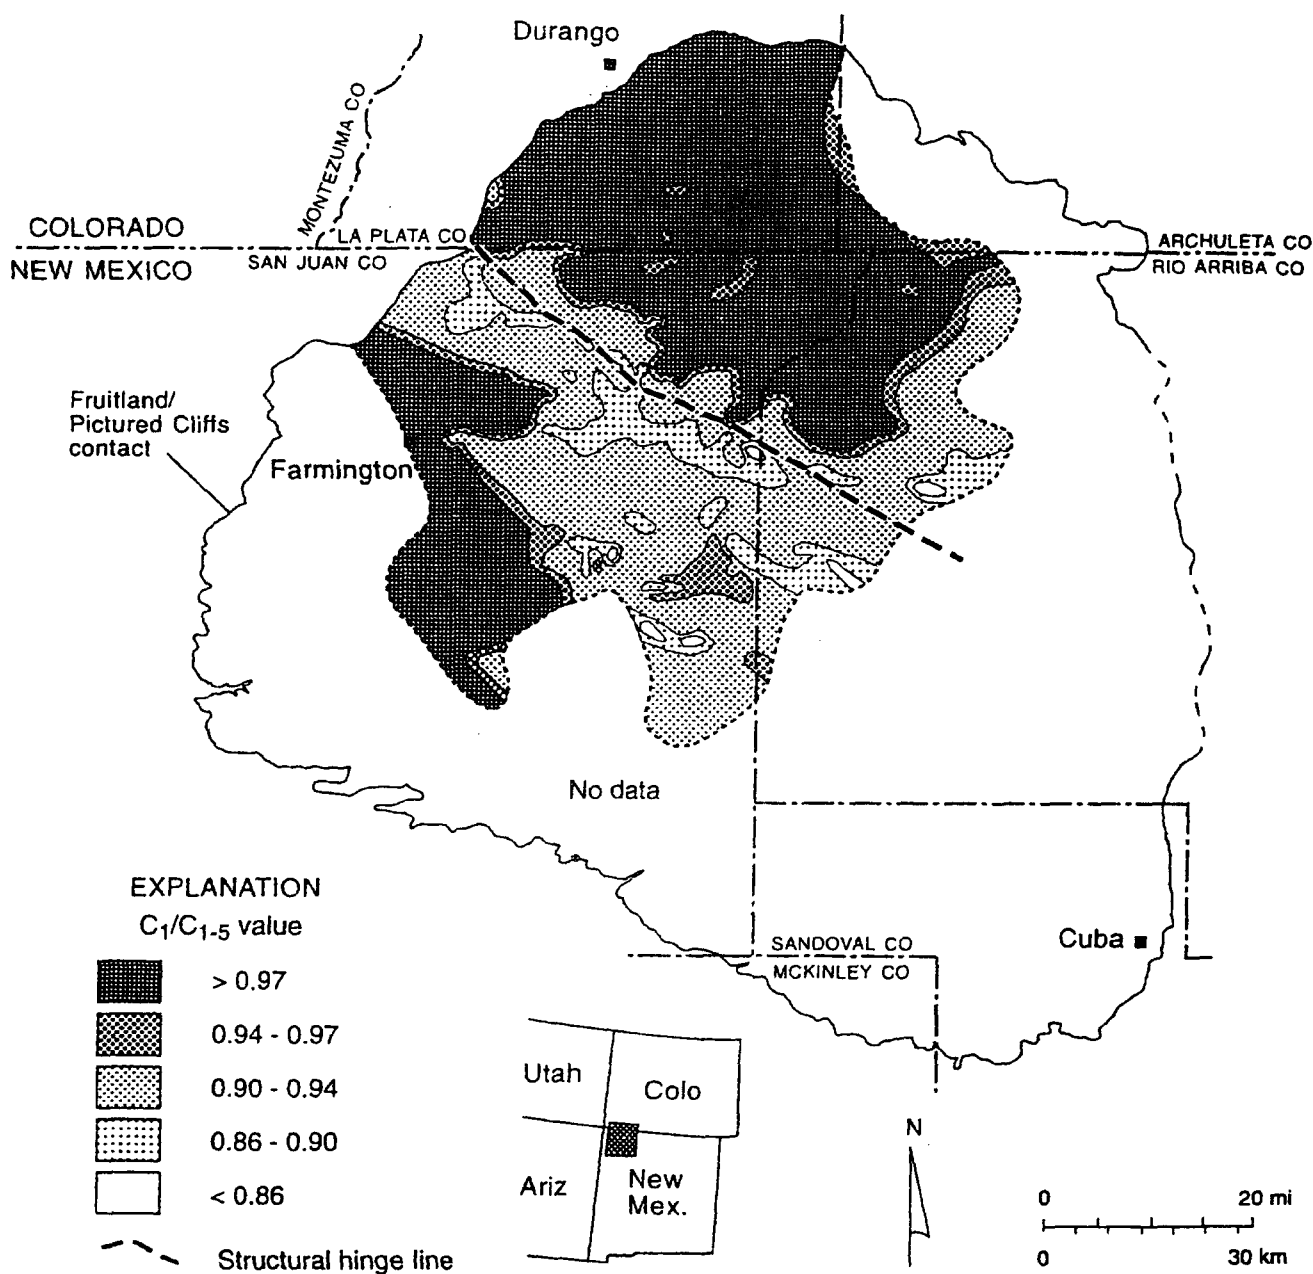 Durango
MONTEZUMA CO
COLORADO
LA PLATA CO
ARCHULETA CO
NEW MEXICO
SAN JUAN CO
RIO ARRIBA CO
Fruitland/
Pictured Cliffs
contact
Farmington
No data
EXPLANATION
C₁/C₁₋₅ value
> 0.97
0.94 - 0.97
0.90 - 0.94
0.86 - 0.90
< 0.86
Structural hinge line
SANDOVAL CO
MCKINLEY CO
Cuba
Utah
Colo
Ariz
New
Mex.
N
0 20 mi
0 30 km